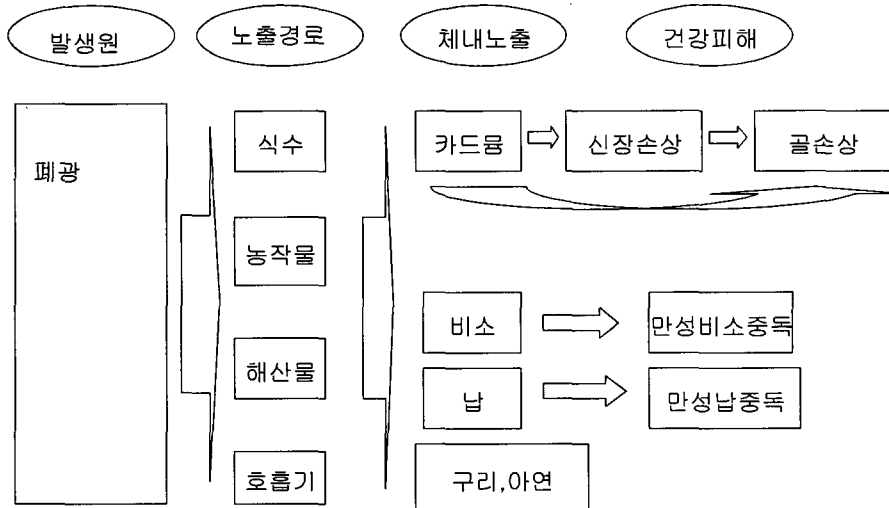 발생원
노출경로
체내노출
건강피해
폐광
식수
농작물
해산물
호흡기
카드뮴
신장손상
골손상
비소
만성비소중독
납
만성납중독
구리,아연